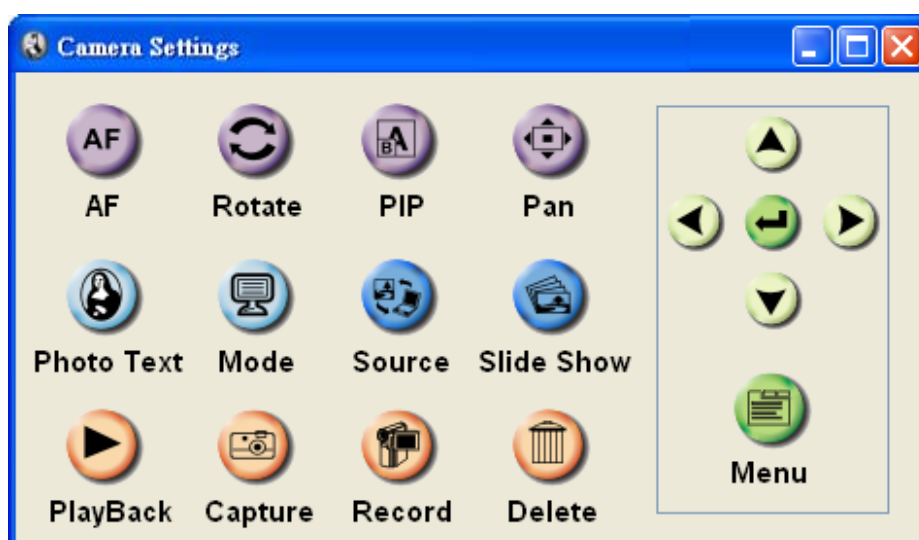 Camera Settings
AF
AF Rotate PIP Pan
Photo Text Mode Source Slide Show
PlayBack Capture Record Delete
Menu